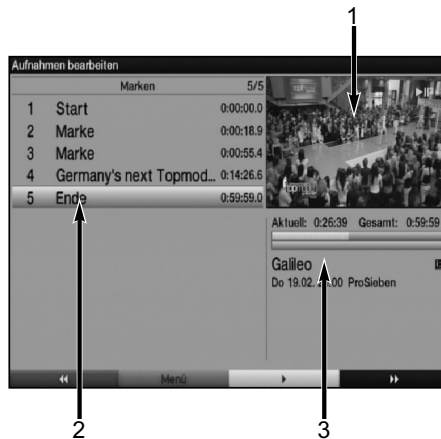 1
Aufnahmen bearbeiten
Marken 5/5
1 Start 0:00:00.0
2 Marke 0:00:18.9
3 Marke 0:00:55.4
4 Germany's next Topmod... 0:14:26.6
5 Ende 0:59:59.0
Aktuell: 0:26:39 Gesamt: 0:59:59
Galileo
Do 19.02. ProSieben
Menü
2 3